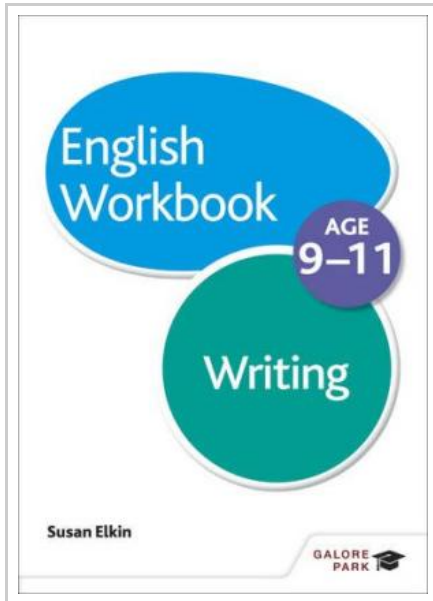 English
Workbook
AGE
9–11
Writing
Susan Elkin
GALORE
PARK